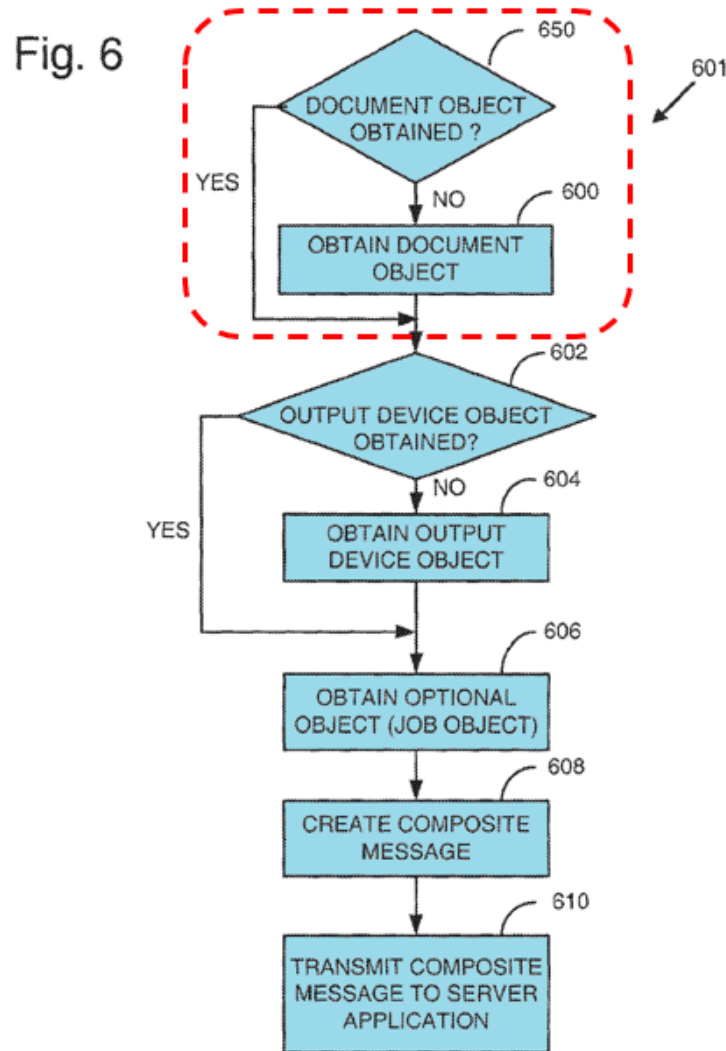 Fig. 6
650
601
DOCUMENT OBJECT
OBTAINED ?
YES
NO
600
OBTAIN DOCUMENT
OBJECT
602
OUTPUT DEVICE OBJECT
OBTAINED?
NO
604
YES
OBTAIN OUTPUT
DEVICE OBJECT
606
OBTAIN OPTIONAL
OBJECT (JOB OBJECT)
608
CREATE COMPOSITE
MESSAGE
610
TRANSMIT COMPOSITE
MESSAGE TO SERVER
APPLICATION